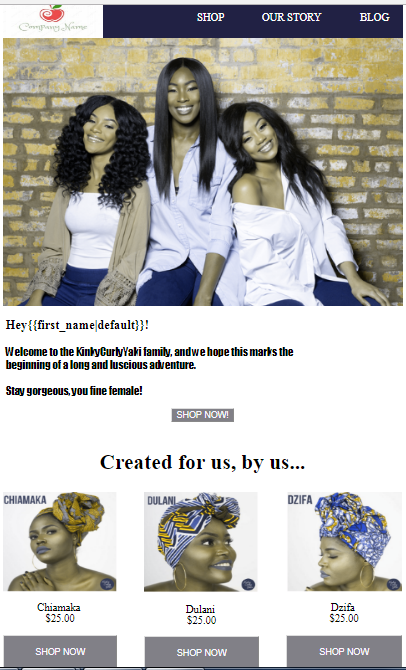 Company Name
SHOP OUR STORY BLOG
Hey{{first_name|default}}!
Welcome to the KinkyCurlyYaki family, and we hope this marks the
beginning of a long and luscious adventure.
Stay gorgeous, you fine female!
SHOP NOW!
Created for us, by us...
CHIAMAKA DULANI DZIFA
Chiamaka Dulani Dzifa
$25.00 $25.00 $25.00
SHOP NOW SHOP NOW SHOP NOW